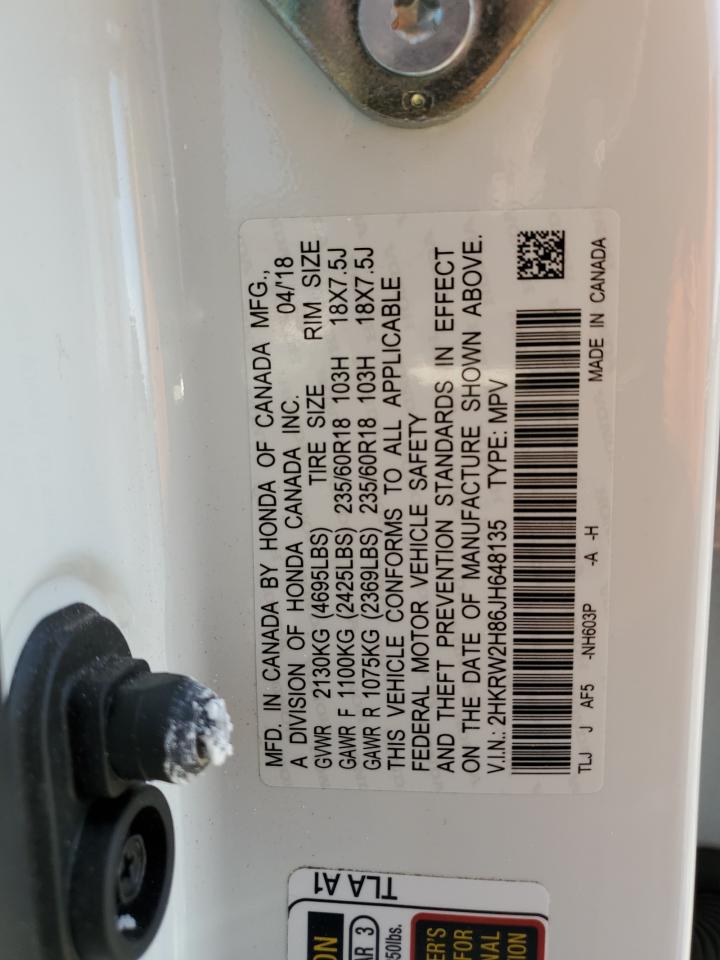 MFD. IN CANADA BY HONDA OF CANADA MFG.,
A DIVISION OF HONDA CANADA INC. 04/'18
GVWR 2130KG (4695LBS) TIRE SIZE RIM SIZE
GAWR F 1100KG (2425LBS) 235/60R18 103H 18X7.5J
GAWR R 1075KG (2369LBS) 235/60R18 103H 18X7.5J
THIS VEHICLE CONFORMS TO ALL APPLICABLE
FEDERAL MOTOR VEHICLE SAFETY
AND THEFT PREVENTION STANDARDS IN EFFECT
ON THE DATE OF MANUFACTURE SHOWN ABOVE.
V.I.N.: 2HKRW2H86JH648135 TYPE: MPV
TLJ J AF5 -NH603P -A -H
MADE IN CANADA
TLA A1
AR 3
50lbs.